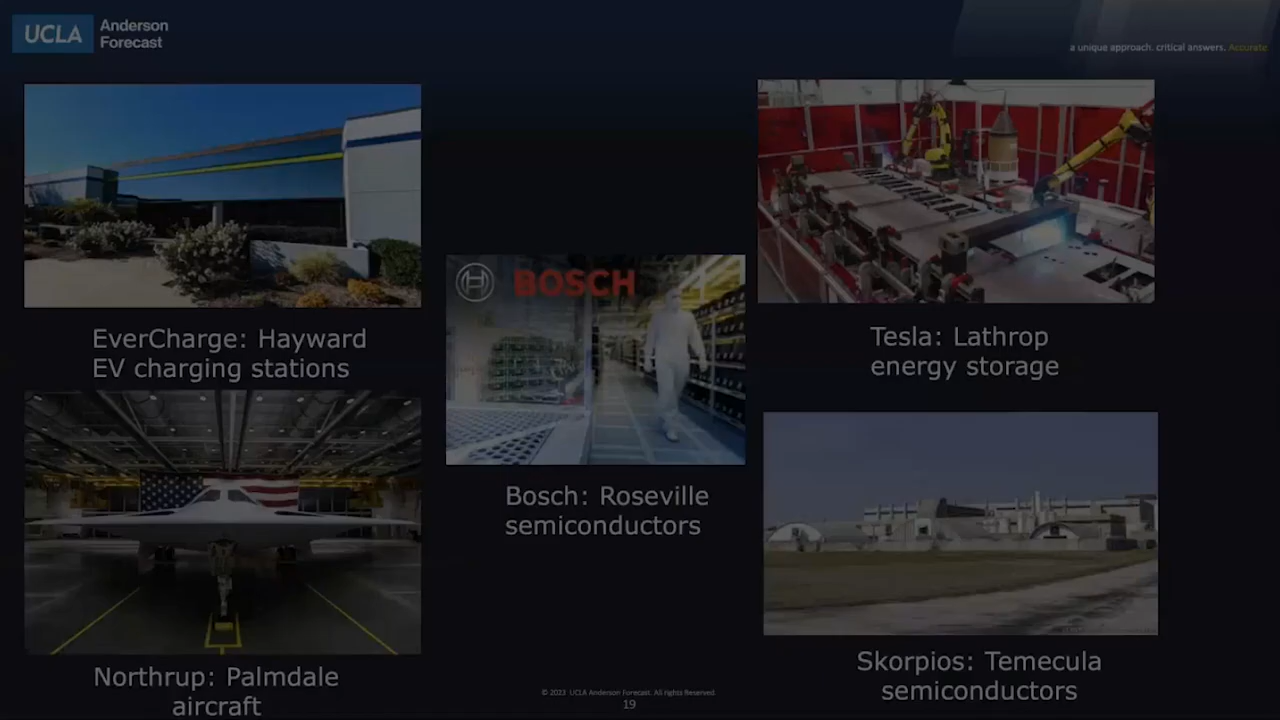 UCLA Anderson
Forecast
a unique approach. critical answers. Accurate
EverCharge: Hayward
EV charging stations
BOSCH
Tesla: Lathrop
energy storage
Bosch: Roseville
semiconductors
Northrup: Palmdale
aircraft
Skorpios: Temecula
semiconductors
© 2023 UCLA Anderson Forecast. All rights Reserved.
19